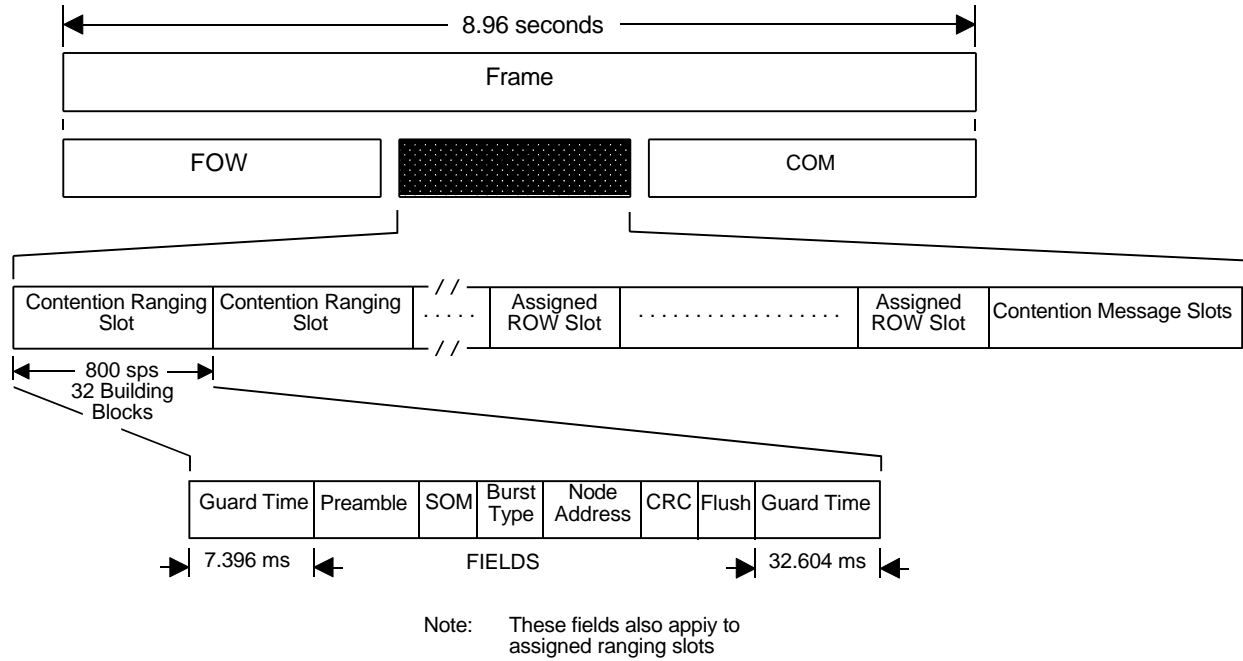 8.96 seconds
Frame
FOW
COM
Contention Ranging
Slot
Contention Ranging
Slot
/ /
. . . . .
/ /
Assigned
ROW Slot
. . . . . . . . . . . . . . . . . .
Assigned
ROW Slot
Contention Message Slots
800 sps
32 Building
Blocks
Guard Time
Preamble
SOM
Burst
Type
Node
Address
CRC
Flush
Guard Time
7.396 ms
FIELDS
32.604 ms
Note: These fields also appiy to
assigned ranging slots